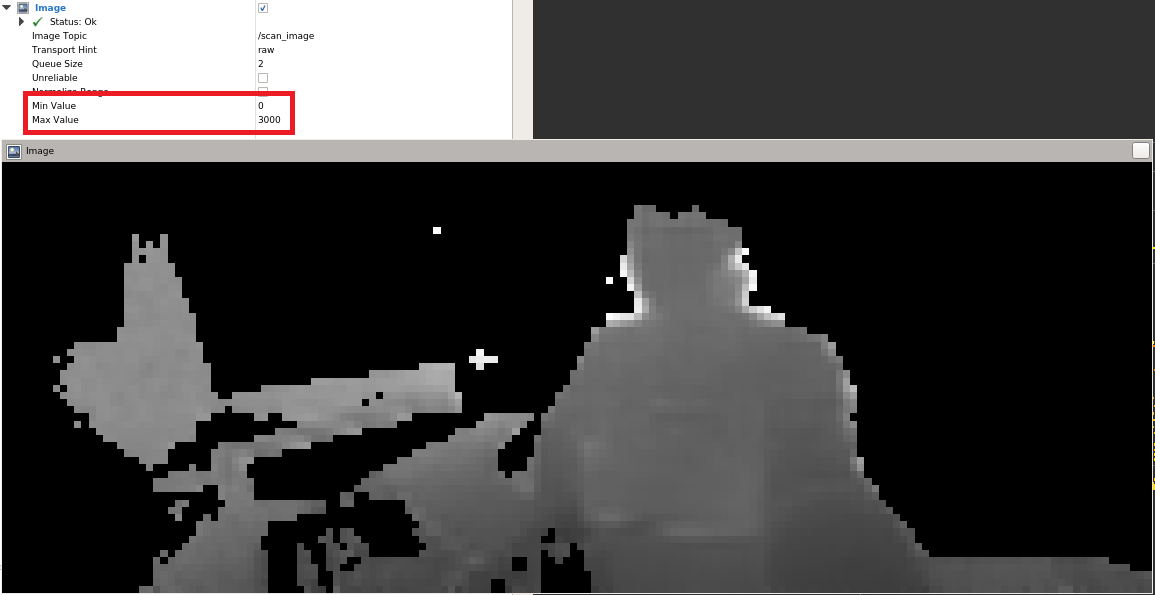 Image
Status: Ok
Image Topic /scan_image
Transport Hint raw
Queue Size 2
Unreliable
Normalize Range
Min Value 0
Max Value 3000
Image